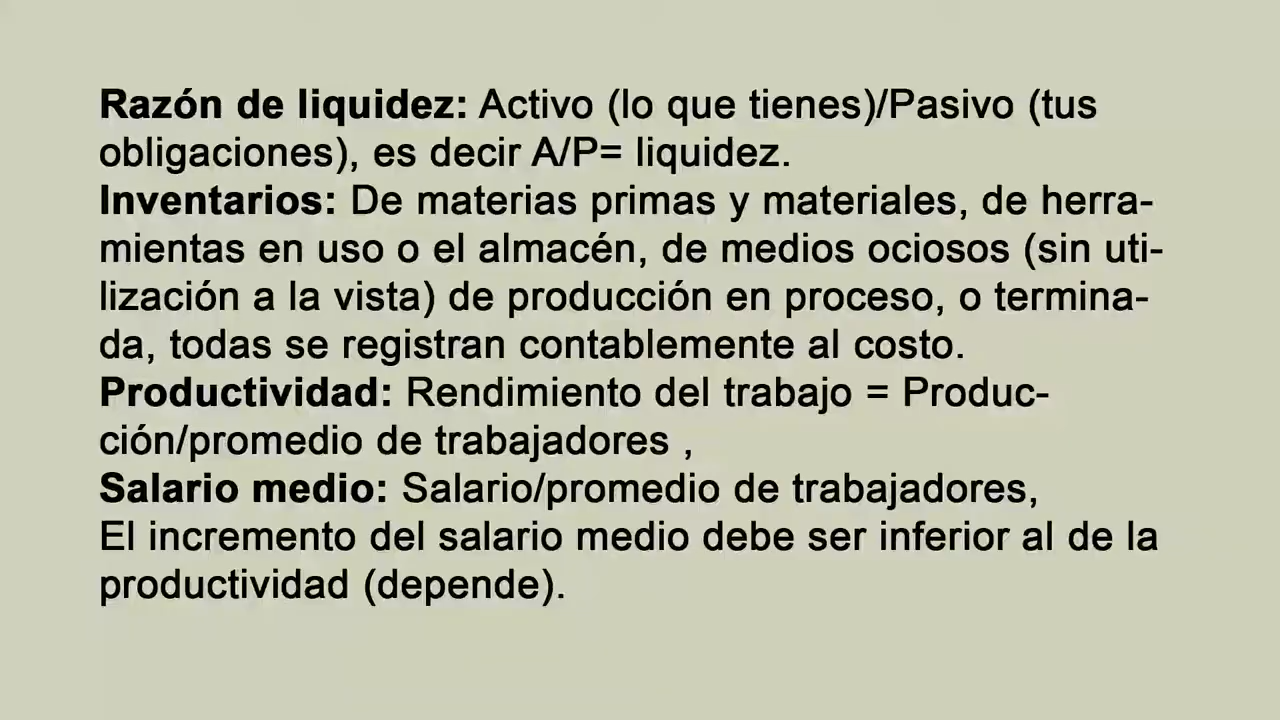 Razón de liquidez: Activo (lo que tienes)/Pasivo (tus
obligaciones), es decir A/P= liquidez.
Inventarios: De materias primas y materiales, de herra-
mientas en uso o el almacén, de medios ociosos (sin uti-
lización a la vista) de producción en proceso, o termina-
da, todas se registran contablemente al costo.
Productividad: Rendimiento del trabajo = Produc-
ción/promedio de trabajadores ,
Salario medio: Salario/promedio de trabajadores,
El incremento del salario medio debe ser inferior al de la
productividad (depende).